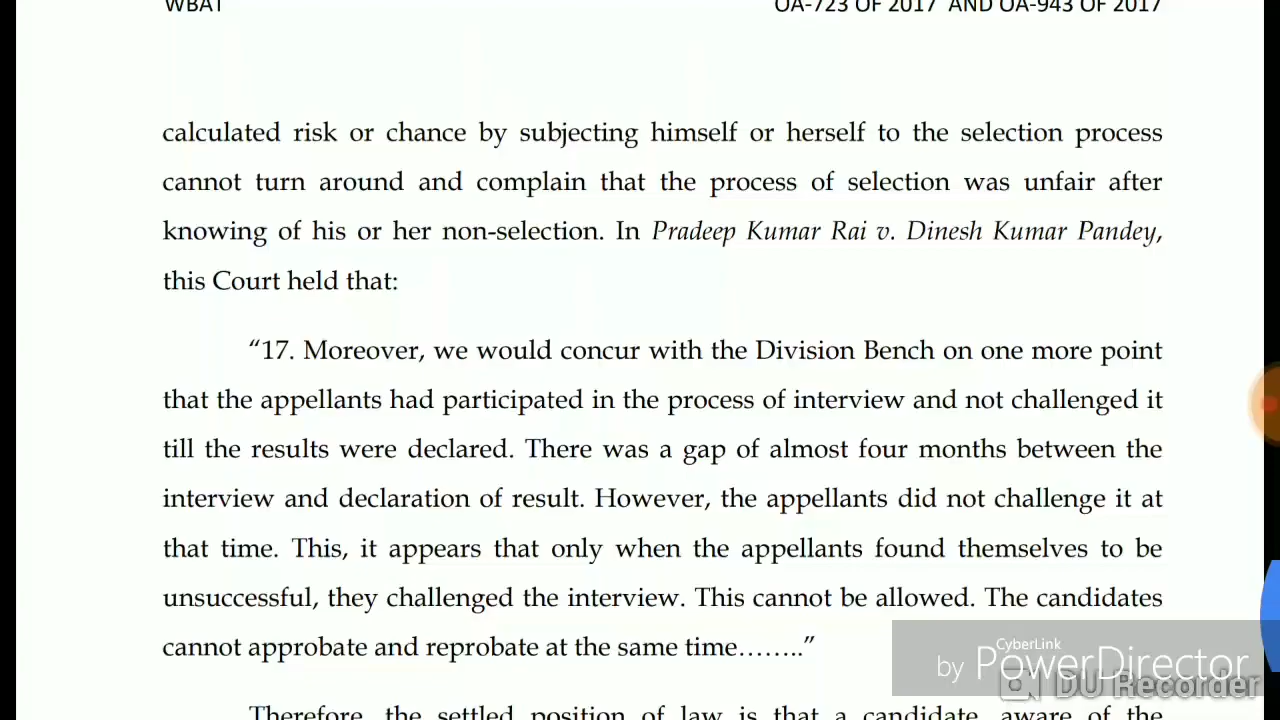 WBAT OA-723 OF 2017 AND OA-943 OF 2017
calculated risk or chance by subjecting himself or herself to the selection process
cannot turn around and complain that the process of selection was unfair after
knowing of his or her non-selection. In Pradeep Kumar Rai v. Dinesh Kumar Pandey,
this Court held that:
“17. Moreover, we would concur with the Division Bench on one more point
that the appellants had participated in the process of interview and not challenged it
till the results were declared. There was a gap of almost four months between the
interview and declaration of result. However, the appellants did not challenge it at
that time. This, it appears that only when the appellants found themselves to be
unsuccessful, they challenged the interview. This cannot be allowed. The candidates
cannot approbate and reprobate at the same time……..”
CyberLink
by PowerDirector
DU Recorder
Therefore, the settled position of law is that a candidate, aware of the